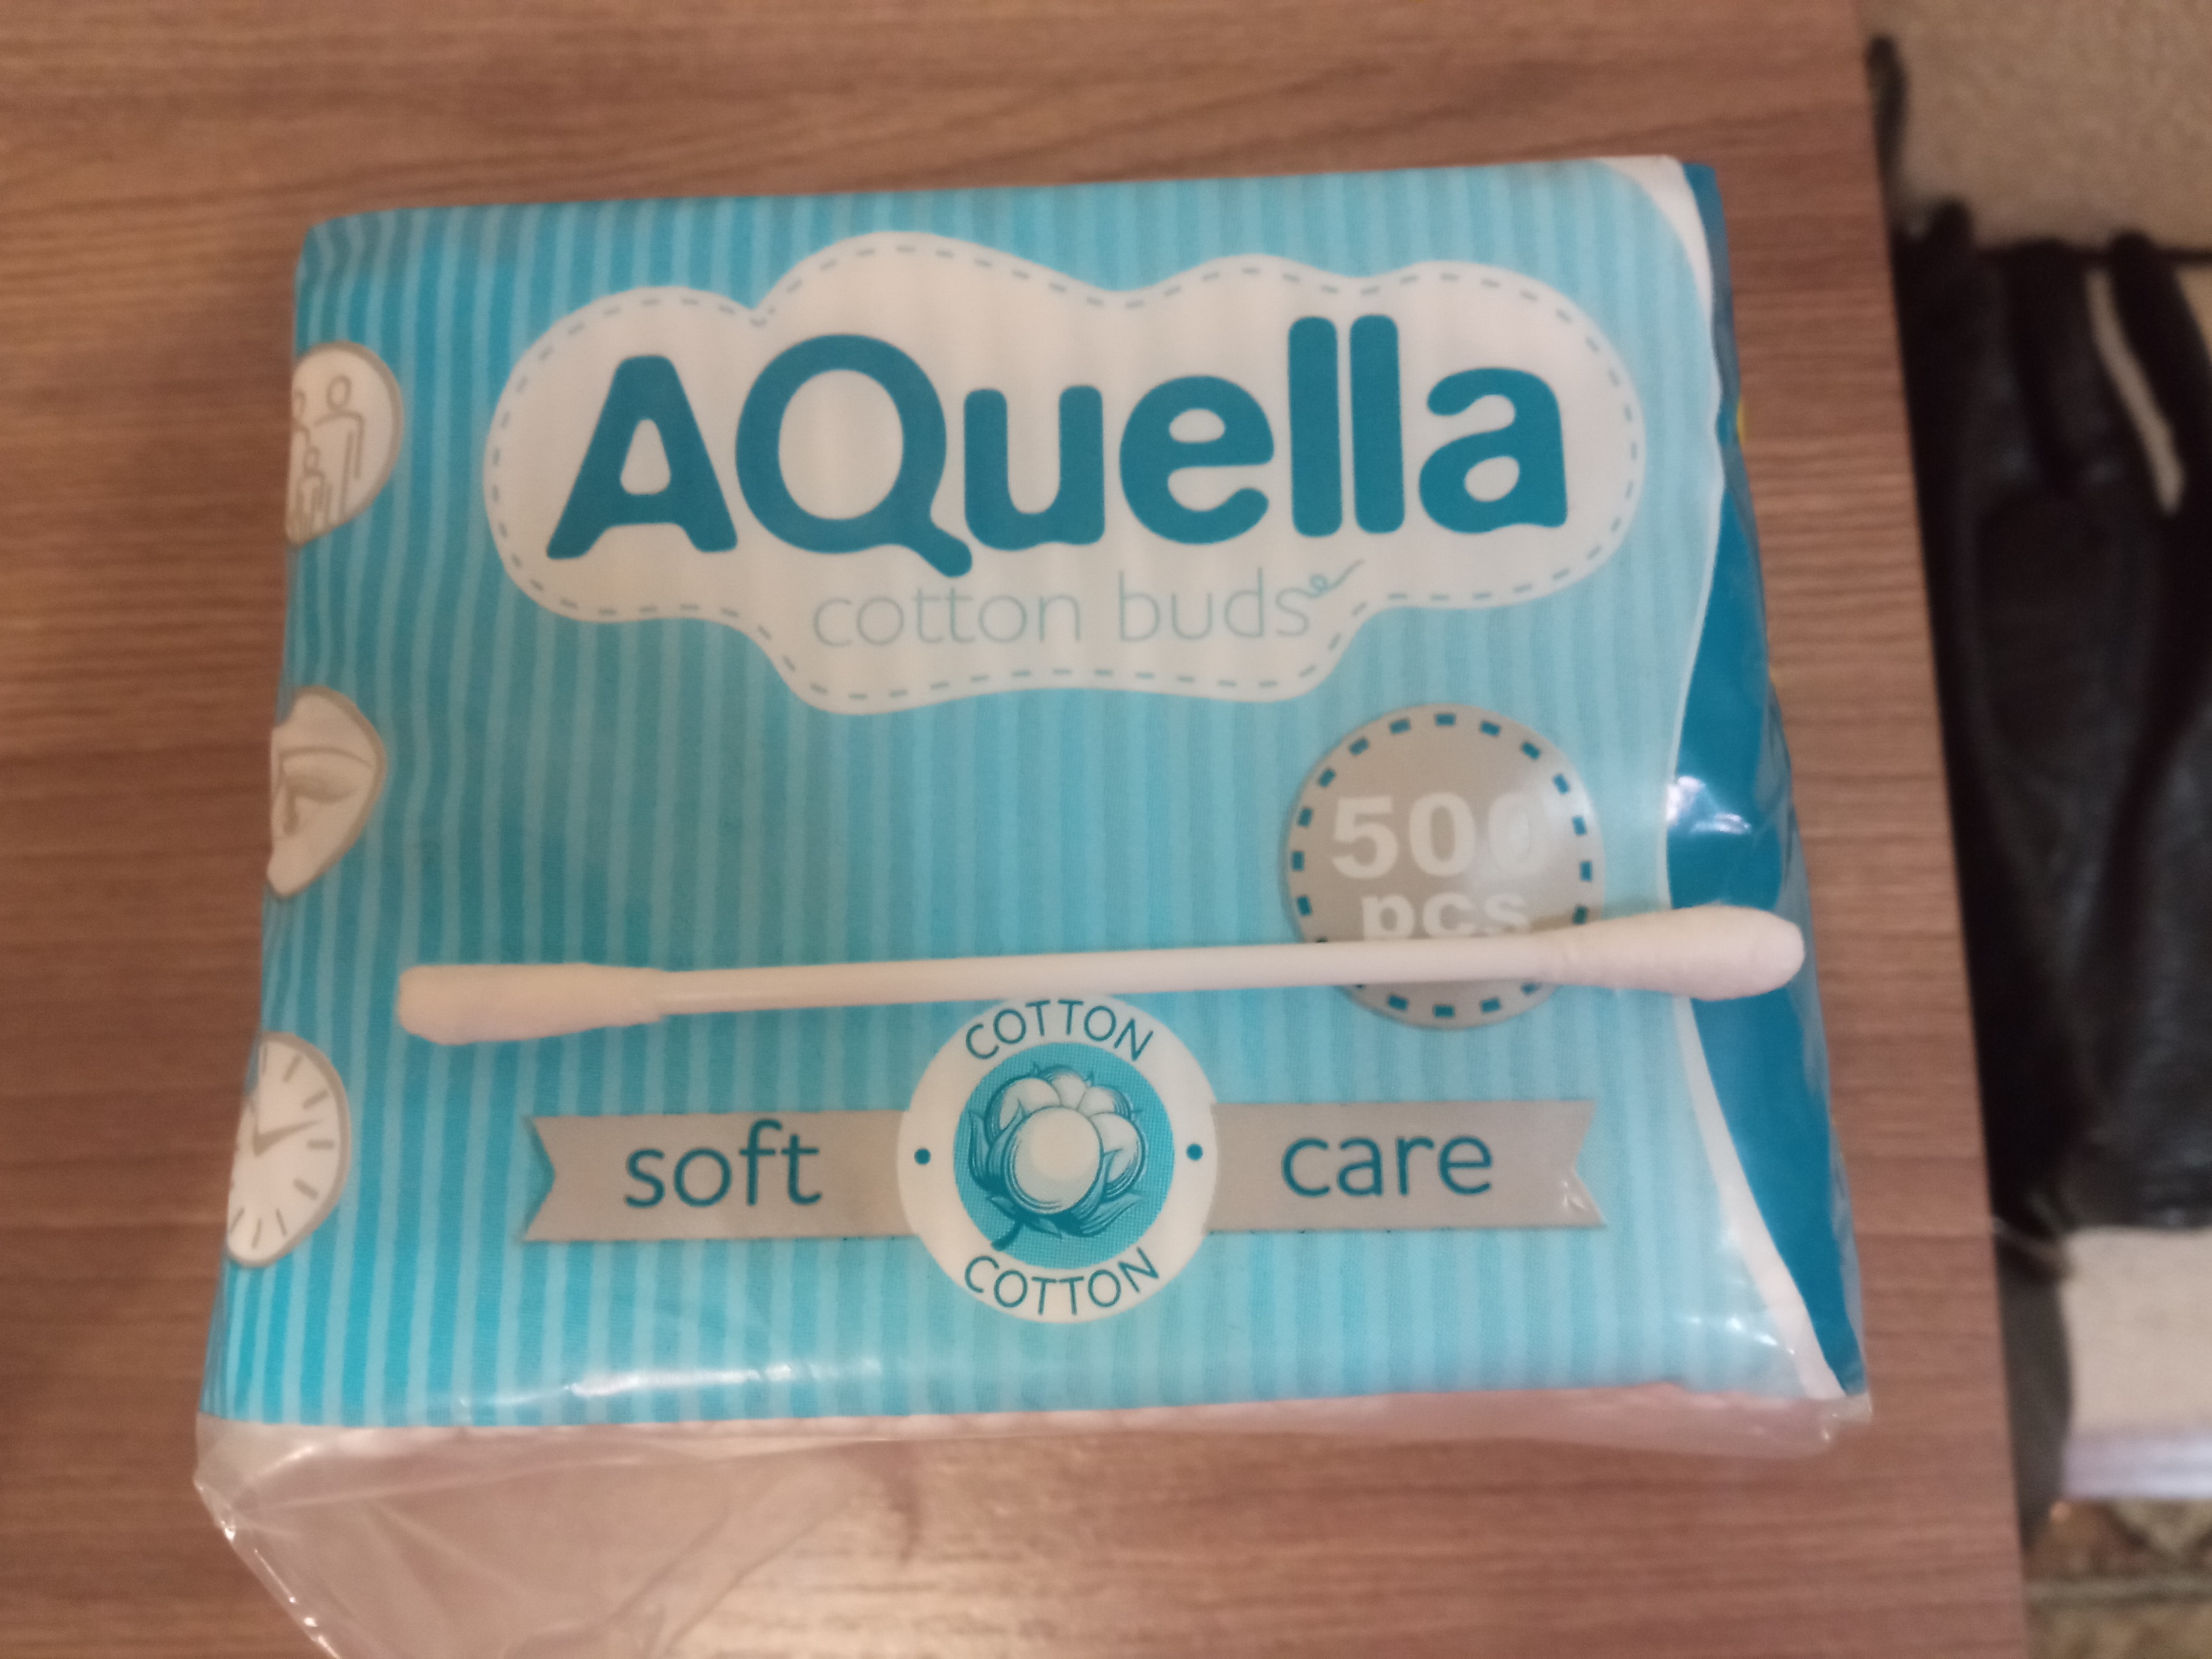 AQuella
cotton buds
500
pcs
COTTON
soft
care
COTTON